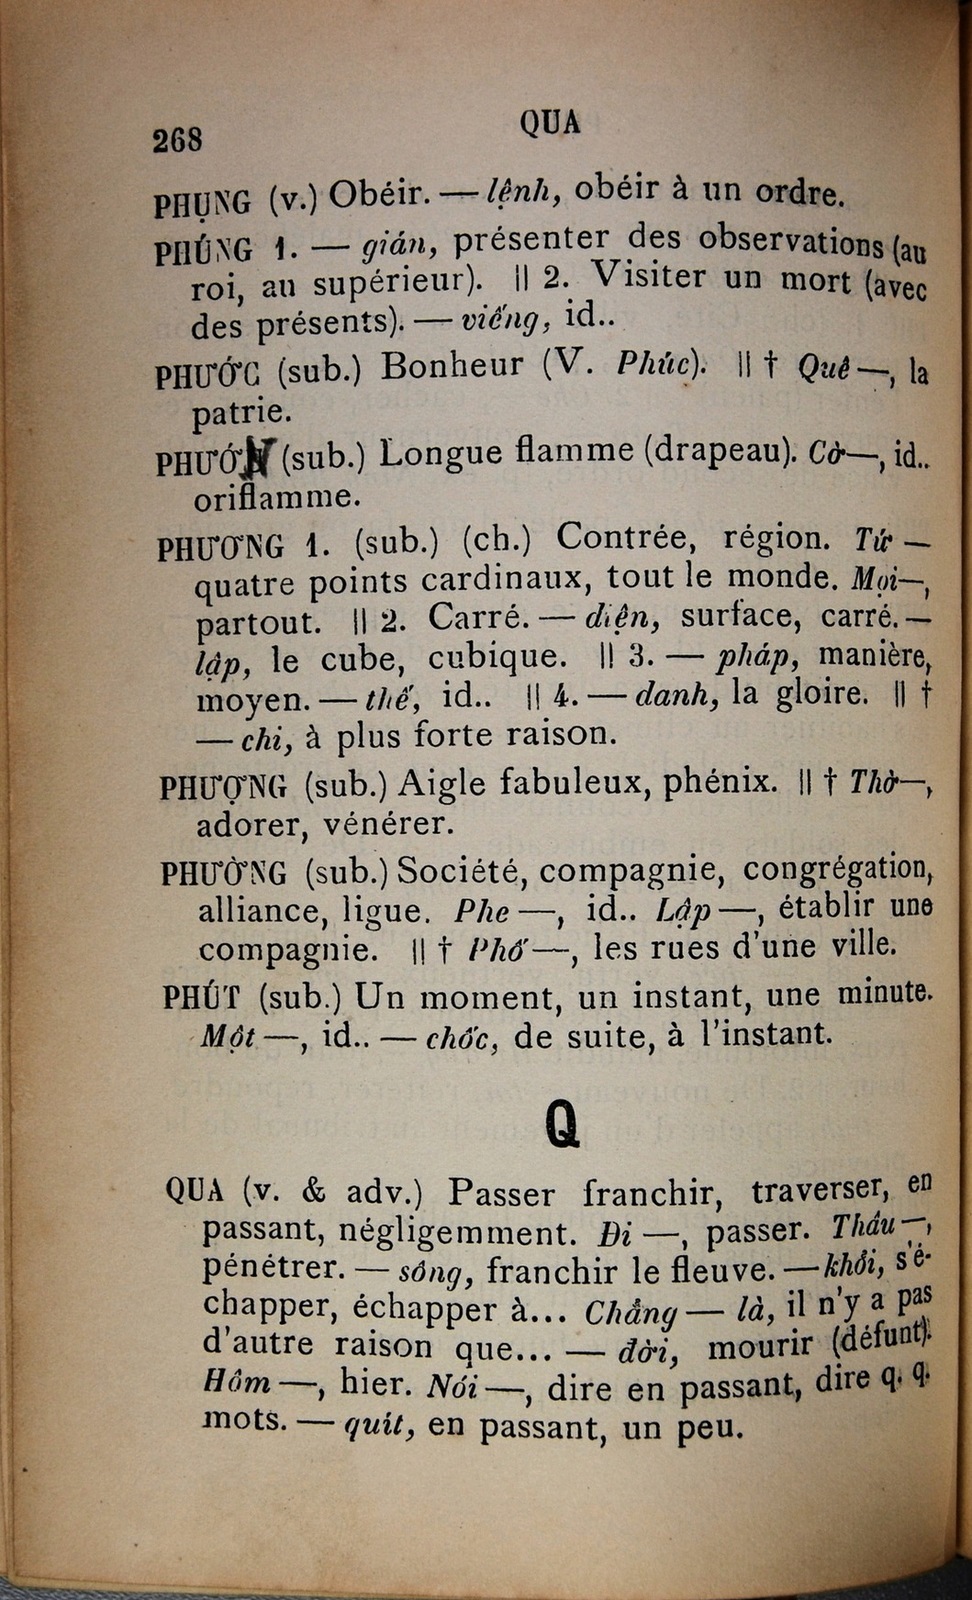 268
QUA
PHỤNG (v.) Obéir. — lệnh, obéir à un ordre.
PHÚNG 1. — gián, présenter des observations (au
roi, au supérieur). || 2. Visiter un mort (avec
des présents). — viếng, id..
PHƯỚC (sub.) Bonheur (V. Phúc). || † Quê —, la
patrie.
PHƯỚN (sub.) Longue flamme (drapeau). Cờ —, id..
oriflamme.
PHƯƠNG 1. (sub.) (ch.) Contrée, région. Tứ —
quatre points cardinaux, tout le monde. Mọi —,
partout. || 2. Carré. — diện, surface, carré. —
lập, le cube, cubique. || 3. — pháp, manière,
moyen. — thế, id.. || 4. — danh, la gloire. || †
— chi, à plus forte raison.
PHƯỢNG (sub.) Aigle fabuleux, phénix. || † Thờ —,
adorer, vénérer.
PHƯỜNG (sub.) Société, compagnie, congrégation,
alliance, ligue. Phe —, id.. Lập —, établir une
compagnie. || † Phố —, les rues d'une ville.
PHÚT (sub.) Un moment, un instant, une minute.
Một —, id.. — chốc, de suite, à l'instant.
Q
QUA (v. & adv.) Passer franchir, traverser, en
passant, négligemment. Đi —, passer. Thấu —,
pénétrer. — sông, franchir le fleuve. — khỏi, s'é-
chapper, échapper à... Chẳng — là, il n'y a pas
d'autre raison que... — đời, mourir (défunt).
Hôm —, hier. Nói —, dire en passant, dire q. q.
mots. — quít, en passant, un peu.